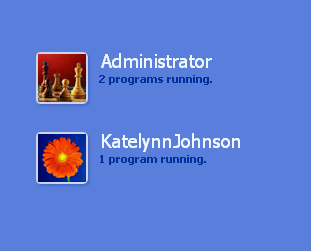 Administrator
2 programs running.
KatelynnJohnson
1 program running.